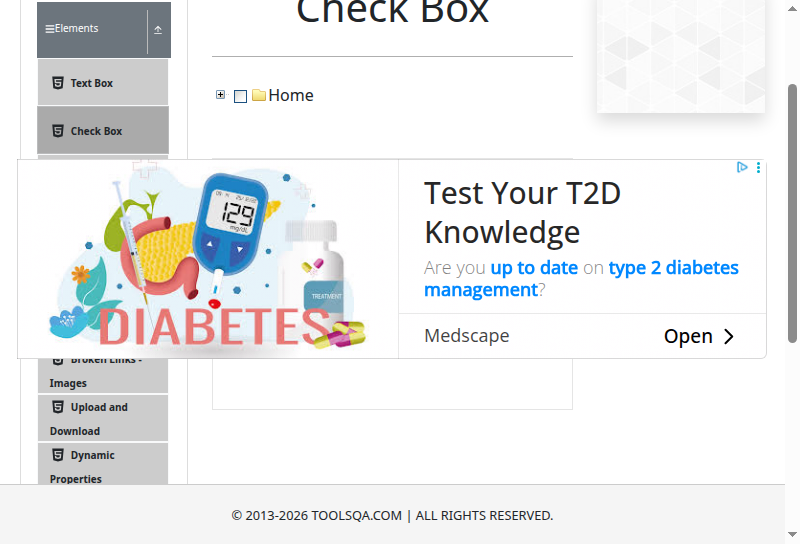 Check Box
Elements
Text Box
Check Box
Home
129
mg/dL
TREATMENT
DIABETES
Test Your T2D
Knowledge
Are you up to date on type 2 diabetes
management?
Medscape
Open
Broken Links -
Images
Upload and
Download
Dynamic
Properties
© 2013-2026 TOOLSQA.COM | ALL RIGHTS RESERVED.